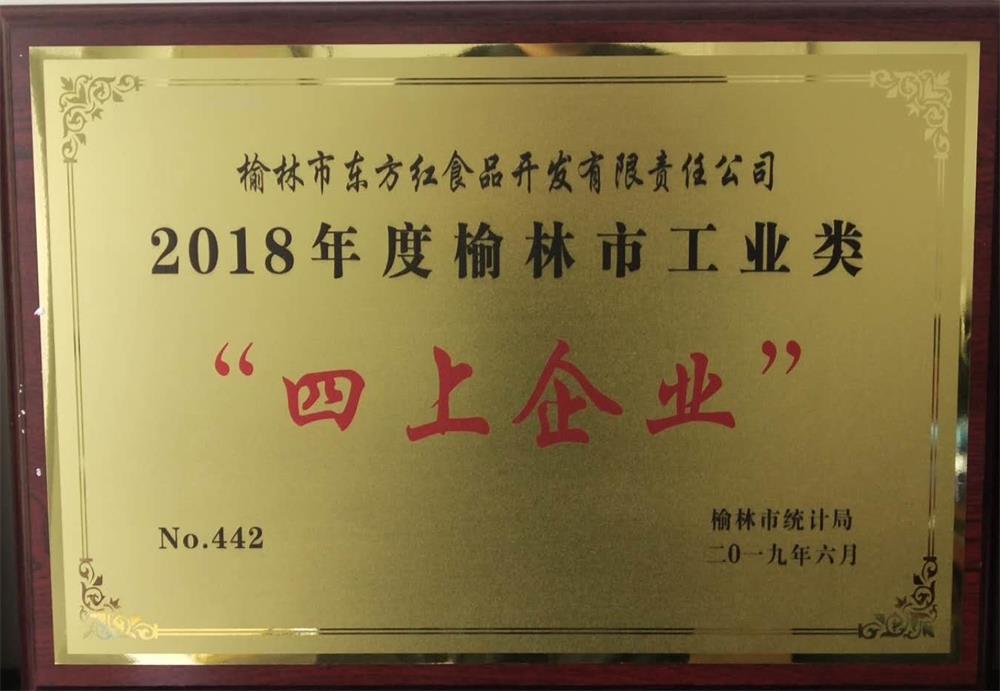 榆林市东方红食品开发有限责任公司
2018年度榆林市工业类
“四上企业”
No.442
榆林市统计局
二0一九年六月